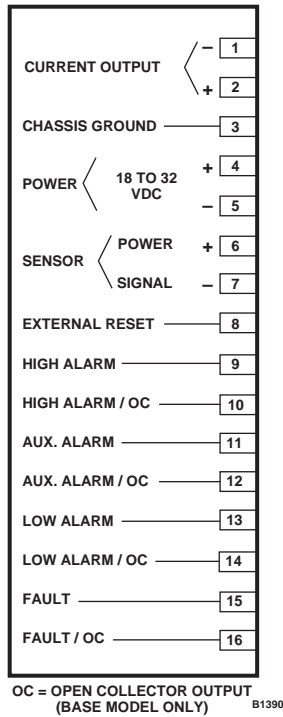 CURRENT OUTPUT
– 1
+ 2
CHASSIS GROUND 3
POWER 18 TO 32 VDC
+ 4
– 5
SENSOR
POWER + 6
SIGNAL – 7
EXTERNAL RESET 8
HIGH ALARM 9
HIGH ALARM / OC 10
AUX. ALARM 11
AUX. ALARM / OC 12
LOW ALARM 13
LOW ALARM / OC 14
FAULT 15
FAULT / OC 16
OC = OPEN COLLECTOR OUTPUT
(BASE MODEL ONLY) B1390